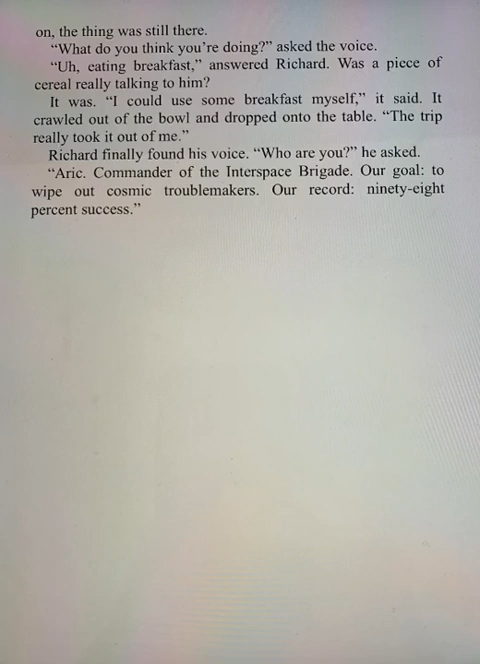 on, the thing was still there.
“What do you think you’re doing?” asked the voice.
“Uh, eating breakfast,” answered Richard. Was a piece of
cereal really talking to him?
It was. “I could use some breakfast myself,” it said. It
crawled out of the bowl and dropped onto the table. “The trip
really took it out of me.”
Richard finally found his voice. “Who are you?” he asked.
“Aric. Commander of the Interspace Brigade. Our goal: to
wipe out cosmic troublemakers. Our record: ninety-eight
percent success.”